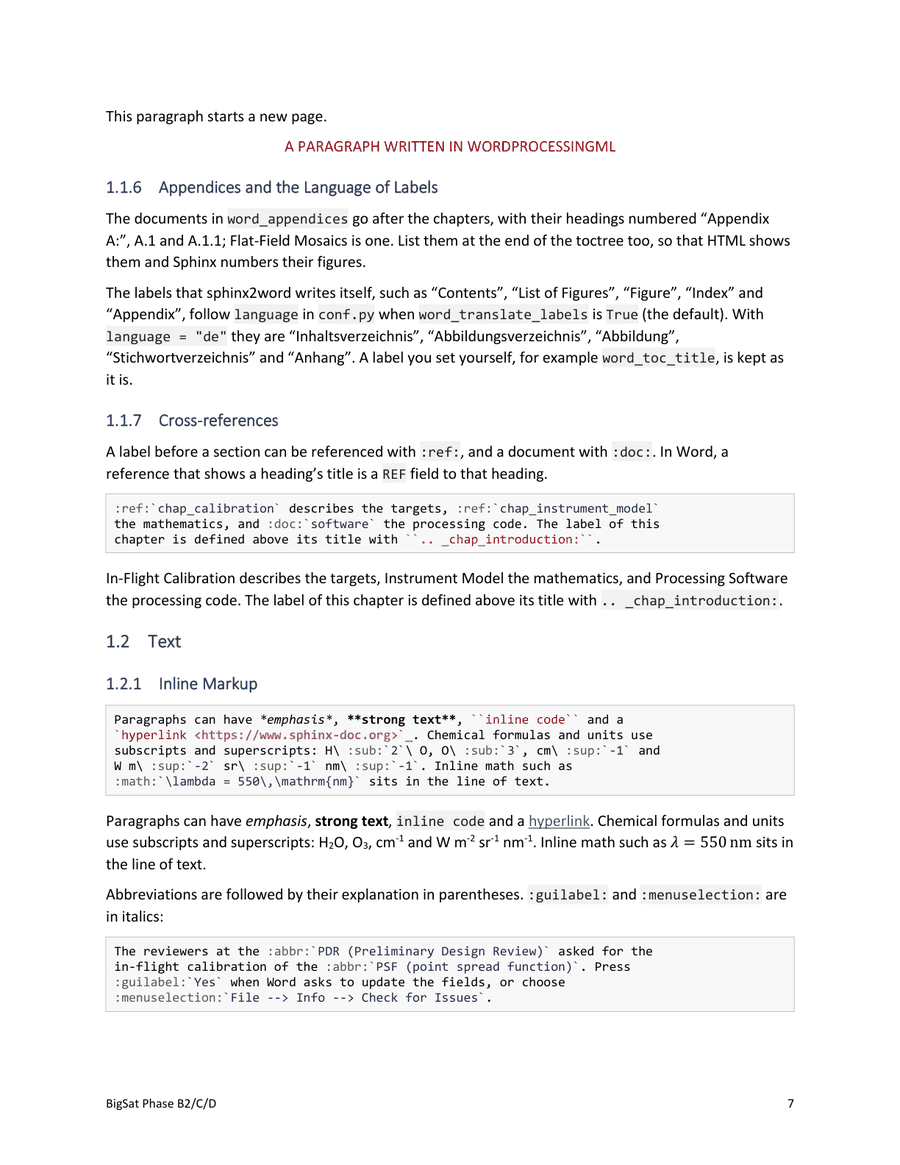 This paragraph starts a new page.
A PARAGRAPH WRITTEN IN WORDPROCESSINGML
1.1.6 Appendices and the Language of Labels
The documents in word_appendices go after the chapters, with their headings numbered “Appendix
A:”, A.1 and A.1.1; Flat-Field Mosaics is one. List them at the end of the toctree too, so that HTML shows
them and Sphinx numbers their figures.
The labels that sphinx2word writes itself, such as “Contents”, “List of Figures”, “Figure”, “Index” and
“Appendix”, follow language in conf.py when word_translate_labels is True (the default). With
language = "de" they are “Inhaltsverzeichnis”, “Abbildungsverzeichnis”, “Abbildung”,
“Stichwortverzeichnis” and “Anhang”. A label you set yourself, for example word_toc_title, is kept as
it is.
1.1.7 Cross-references
A label before a section can be referenced with :ref:, and a document with :doc:. In Word, a
reference that shows a heading’s title is a REF field to that heading.
:ref:`chap_calibration` describes the targets, :ref:`chap_instrument_model`
the mathematics, and :doc:`software` the processing code. The label of this
chapter is defined above its title with ``.. _chap_introduction:``.
In-Flight Calibration describes the targets, Instrument Model the mathematics, and Processing Software
the processing code. The label of this chapter is defined above its title with .. _chap_introduction:.
1.2 Text
1.2.1 Inline Markup
Paragraphs can have *emphasis*, **strong text**, ``inline code`` and a
`hyperlink <https://www.sphinx-doc.org>`_. Chemical formulas and units use
subscripts and superscripts: H\ :sub:`2`\ O, O\ :sub:`3`, cm\ :sup:`-1` and
W m\ :sup:`-2` sr\ :sup:`-1` nm\ :sup:`-1`. Inline math such as
:math:`\lambda = 550\,\mathrm{nm}` sits in the line of text.
Paragraphs can have emphasis, strong text, inline code and a hyperlink. Chemical formulas and units
use subscripts and superscripts: H₂O, O₃, cm⁻¹ and W m⁻² sr⁻¹ nm⁻¹. Inline math such as λ = 550 nm sits in
the line of text.
Abbreviations are followed by their explanation in parentheses. :guilabel: and :menuselection: are
in italics:
The reviewers at the :abbr:`PDR (Preliminary Design Review)` asked for the
in-flight calibration of the :abbr:`PSF (point spread function)`. Press
:guilabel:`Yes` when Word asks to update the fields, or choose
:menuselection:`File --> Info --> Check for Issues`.
BigSat Phase B2/C/D 7